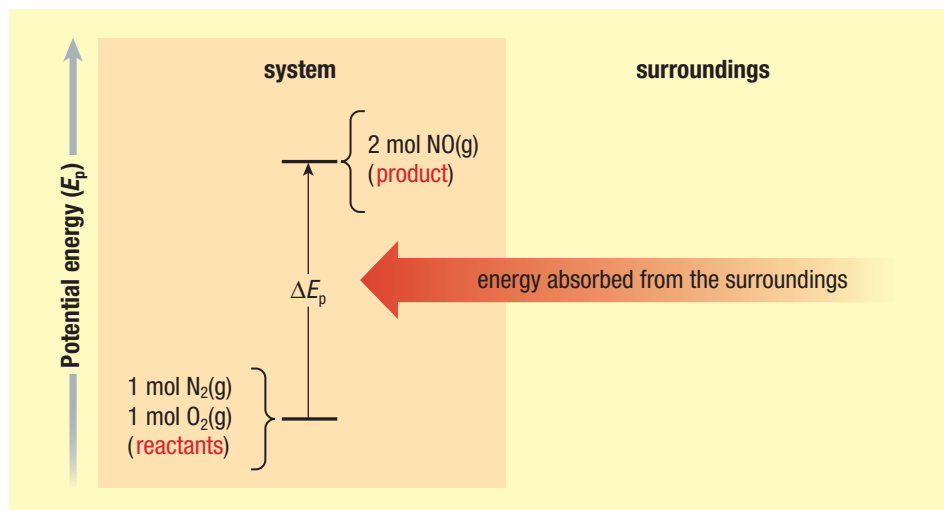 system
surroundings
Potential energy (Eₚ)
2 mol NO(g)
(product)
energy absorbed from the surroundings
ΔEₚ
1 mol N₂(g)
1 mol O₂(g)
(reactants)